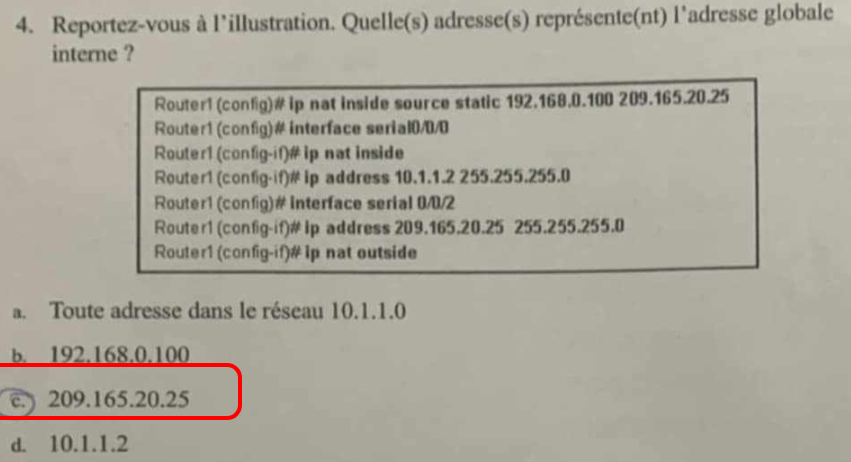 4. Reportez-vous à l'illustration. Quelle(s) adresse(s) représente(nt) l'adresse globale
interne ?
Router1 (config)# ip nat inside source static 192.168.0.100 209.165.20.25
Router1 (config)# interface serial0/0/0
Router1 (config-if)# ip nat inside
Router1 (config-if)# ip address 10.1.1.2 255.255.255.0
Router1 (config)# interface serial 0/0/2
Router1 (config-if)# ip address 209.165.20.25 255.255.255.0
Router1 (config-if)# ip nat outside
a. Toute adresse dans le réseau 10.1.1.0
b. 192.168.0.100
c. 209.165.20.25
d. 10.1.1.2